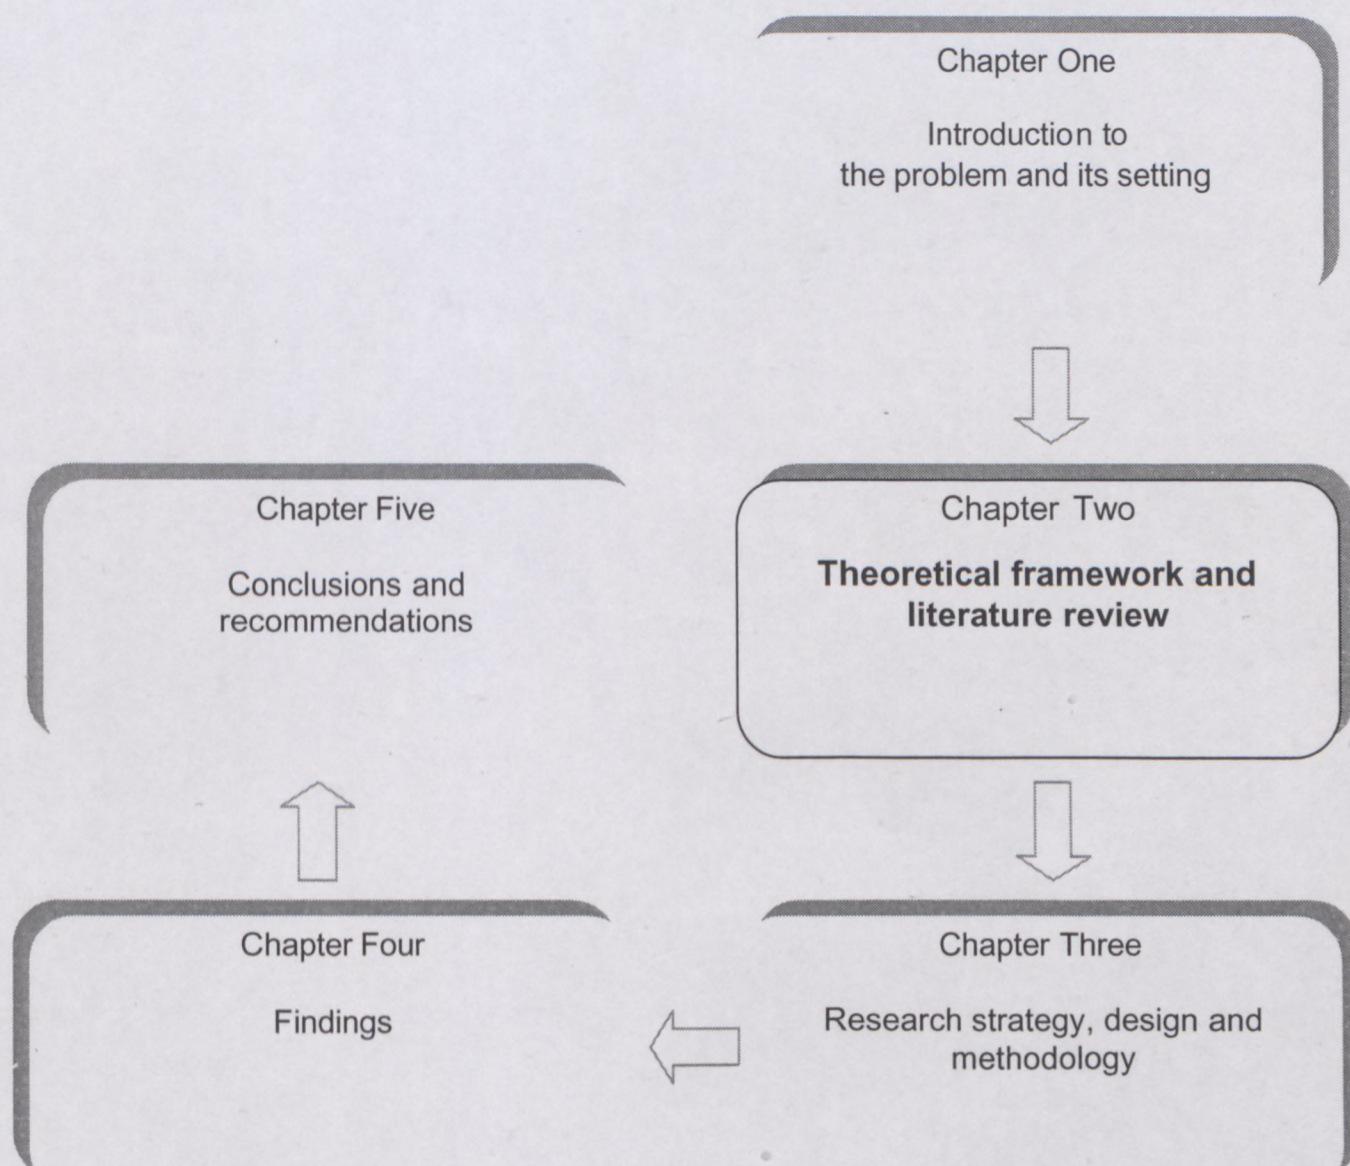 Chapter One
Introduction to
the problem and its setting
Chapter Two
Theoretical framework and
literature review
Chapter Three
Research strategy, design and
methodology
Chapter Four
Findings
Chapter Five
Conclusions and
recommendations